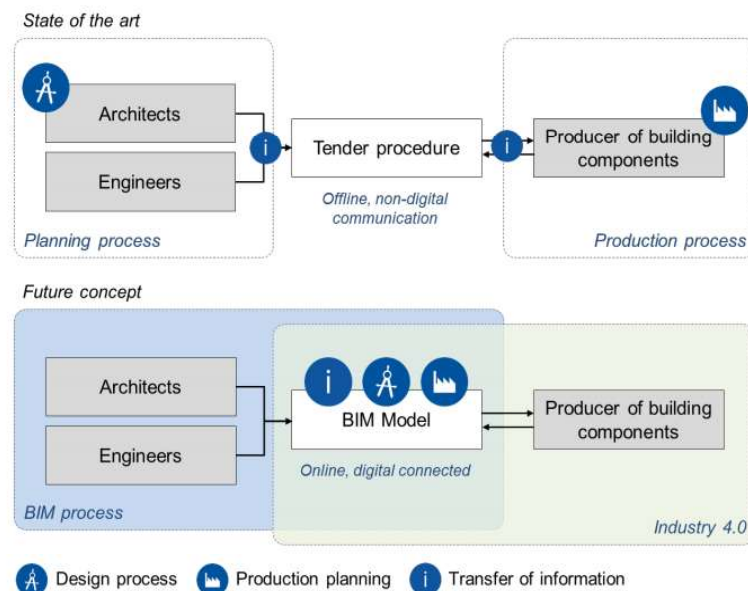 State of the art
Architects
Engineers
i
Tender procedure
Offline, non-digital
communication
i
Producer of building
components
Planning process
Production process
Future concept
Architects
Engineers
i
BIM Model
Online, digital connected
Producer of building
components
BIM process
Industry 4.0
Design process
Production planning
i
Transfer of information